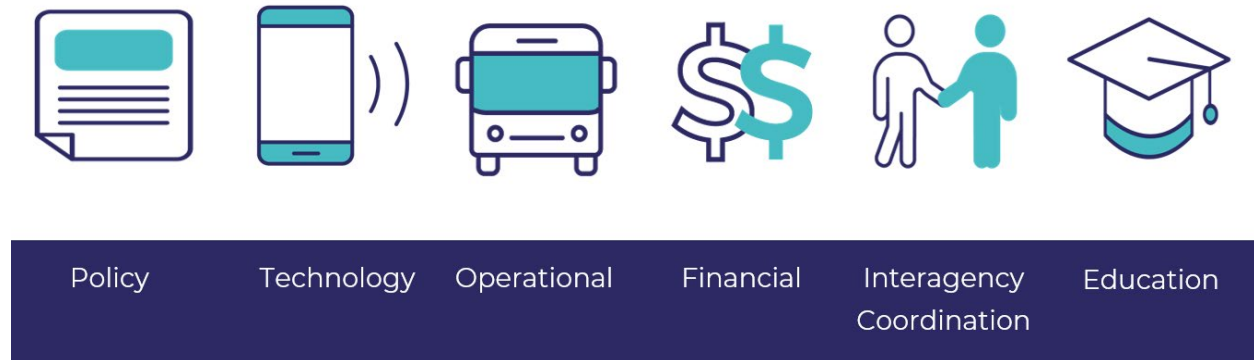 Policy
Technology
Operational
Financial
Interagency
Coordination
Education